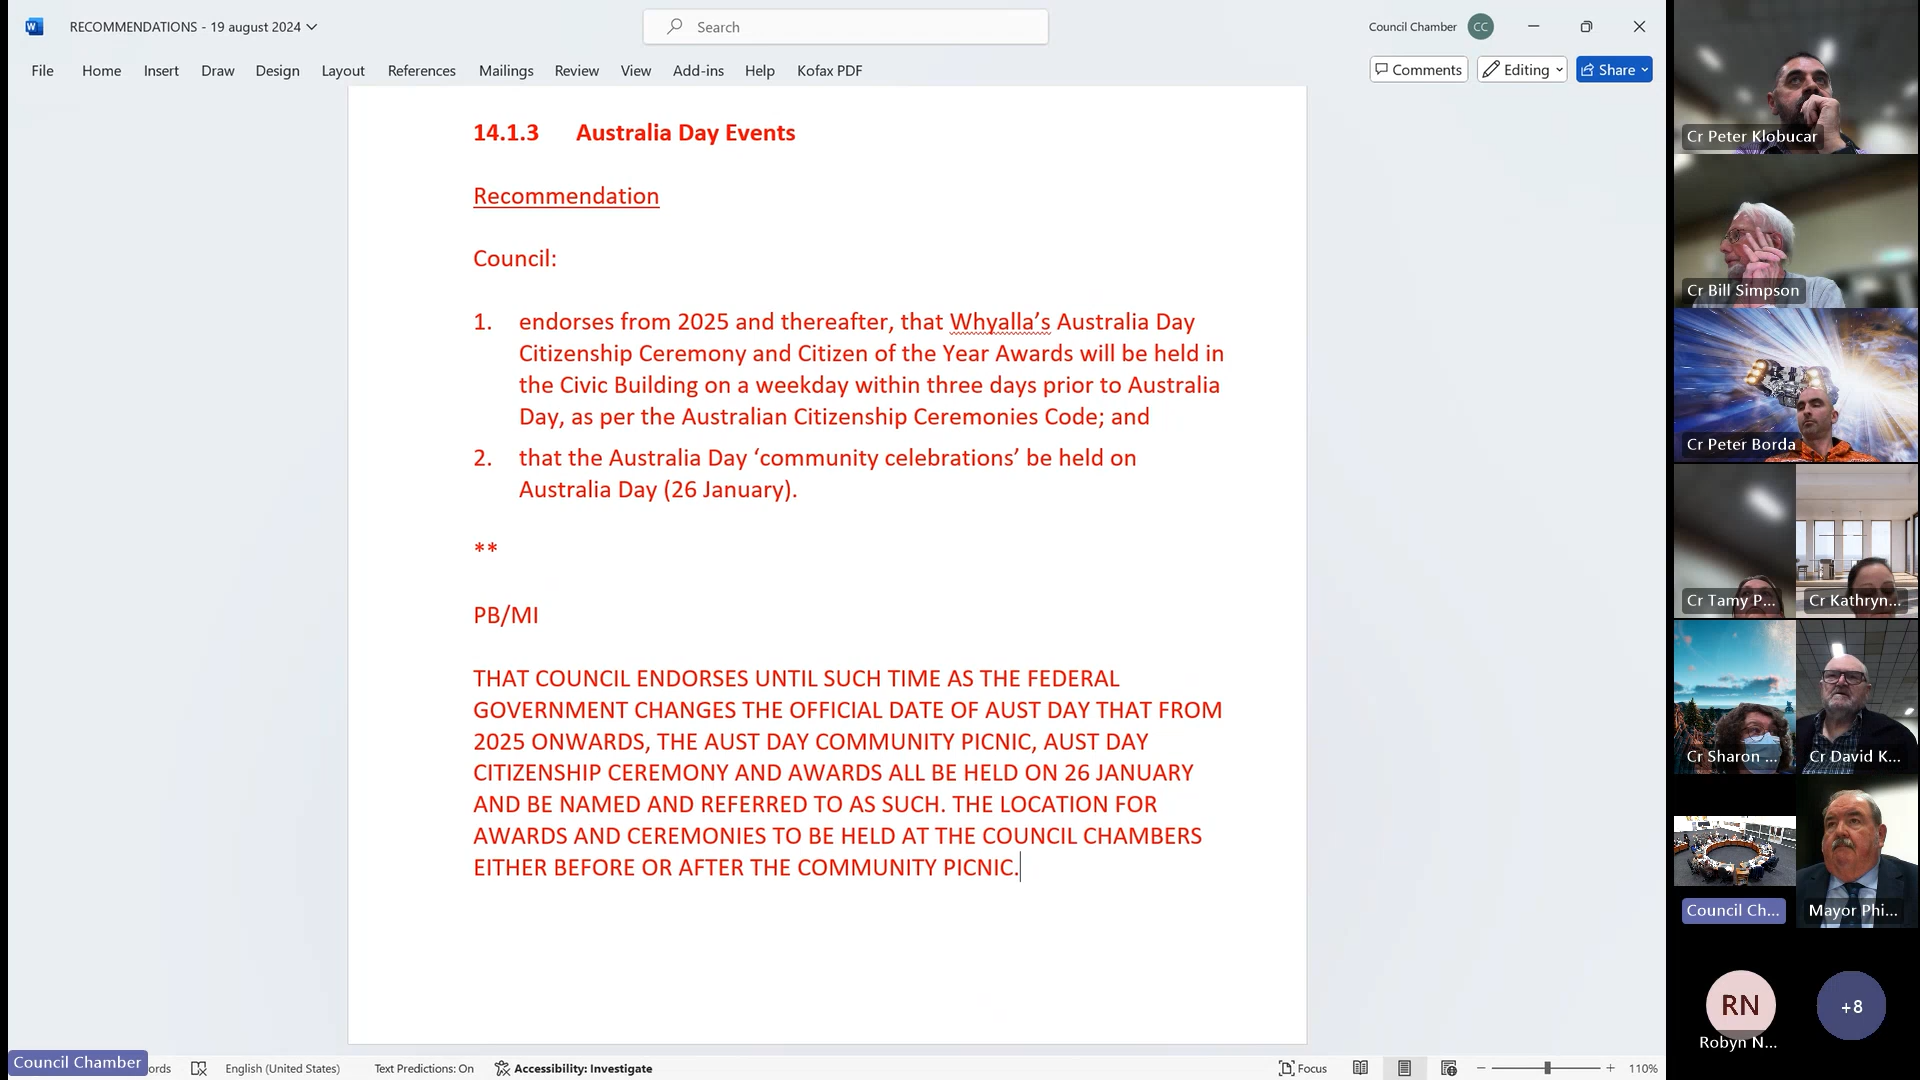 RECOMMENDATIONS - 19 august 2024
Search
Council Chamber CC
File Home Insert Draw Design Layout References Mailings Review View Add-ins Help Kofax PDF
Comments Editing Share
14.1.3 Australia Day Events
Recommendation
Council:
1. endorses from 2025 and thereafter, that Whyalla’s Australia Day
Citizenship Ceremony and Citizen of the Year Awards will be held in
the Civic Building on a weekday within three days prior to Australia
Day, as per the Australian Citizenship Ceremonies Code; and
2. that the Australia Day ‘community celebrations’ be held on
Australia Day (26 January).
**
PB/MI
THAT COUNCIL ENDORSES UNTIL SUCH TIME AS THE FEDERAL
GOVERNMENT CHANGES THE OFFICIAL DATE OF AUST DAY THAT FROM
2025 ONWARDS, THE AUST DAY COMMUNITY PICNIC, AUST DAY
CITIZENSHIP CEREMONY AND AWARDS ALL BE HELD ON 26 JANUARY
AND BE NAMED AND REFERRED TO AS SUCH. THE LOCATION FOR
AWARDS AND CEREMONIES TO BE HELD AT THE COUNCIL CHAMBERS
EITHER BEFORE OR AFTER THE COMMUNITY PICNIC.
Council Chamber
ords English (United States) Text Predictions: On Accessibility: Investigate Focus 110%
Cr Peter Klobucar
Cr Bill Simpson
Cr Peter Borda
Cr Tamy P... Cr Kathryn...
Cr Sharon ... Cr David K...
Council Ch... Mayor Phi...
RN +8
Robyn N...